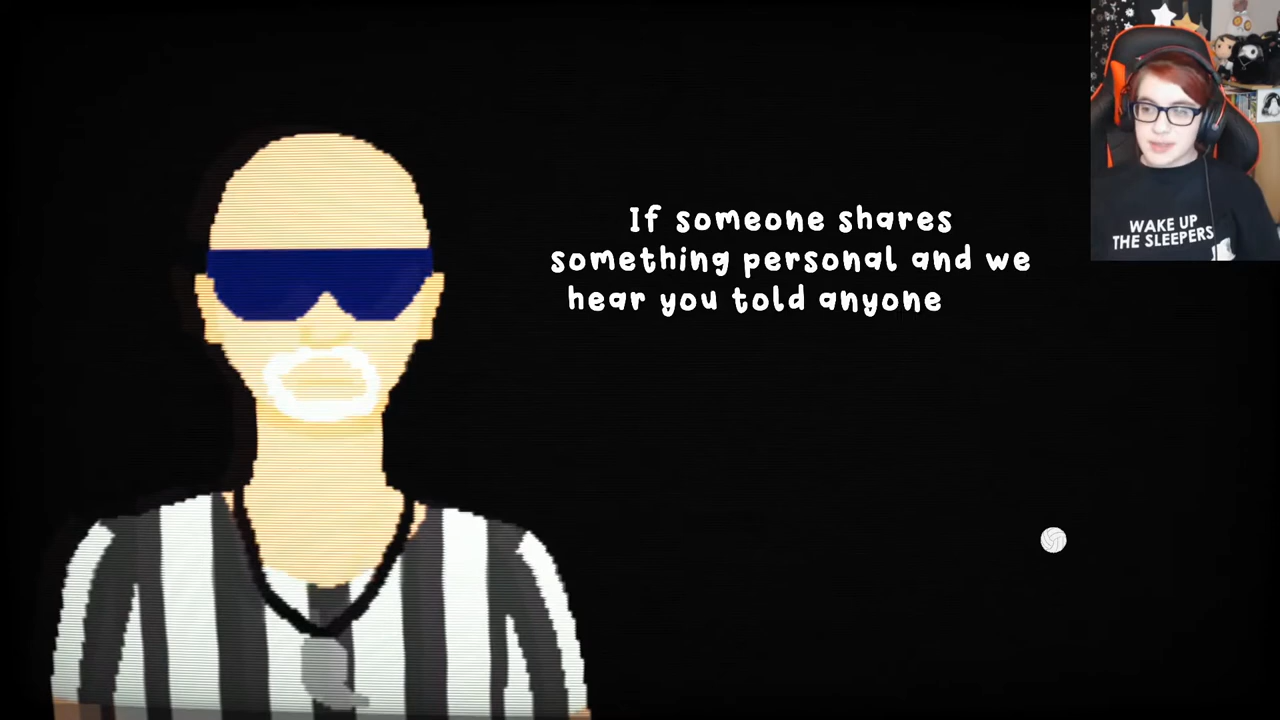 If someone shares
something personal and we
hear you told anyone
WAKE UP
THE SLEEPERS